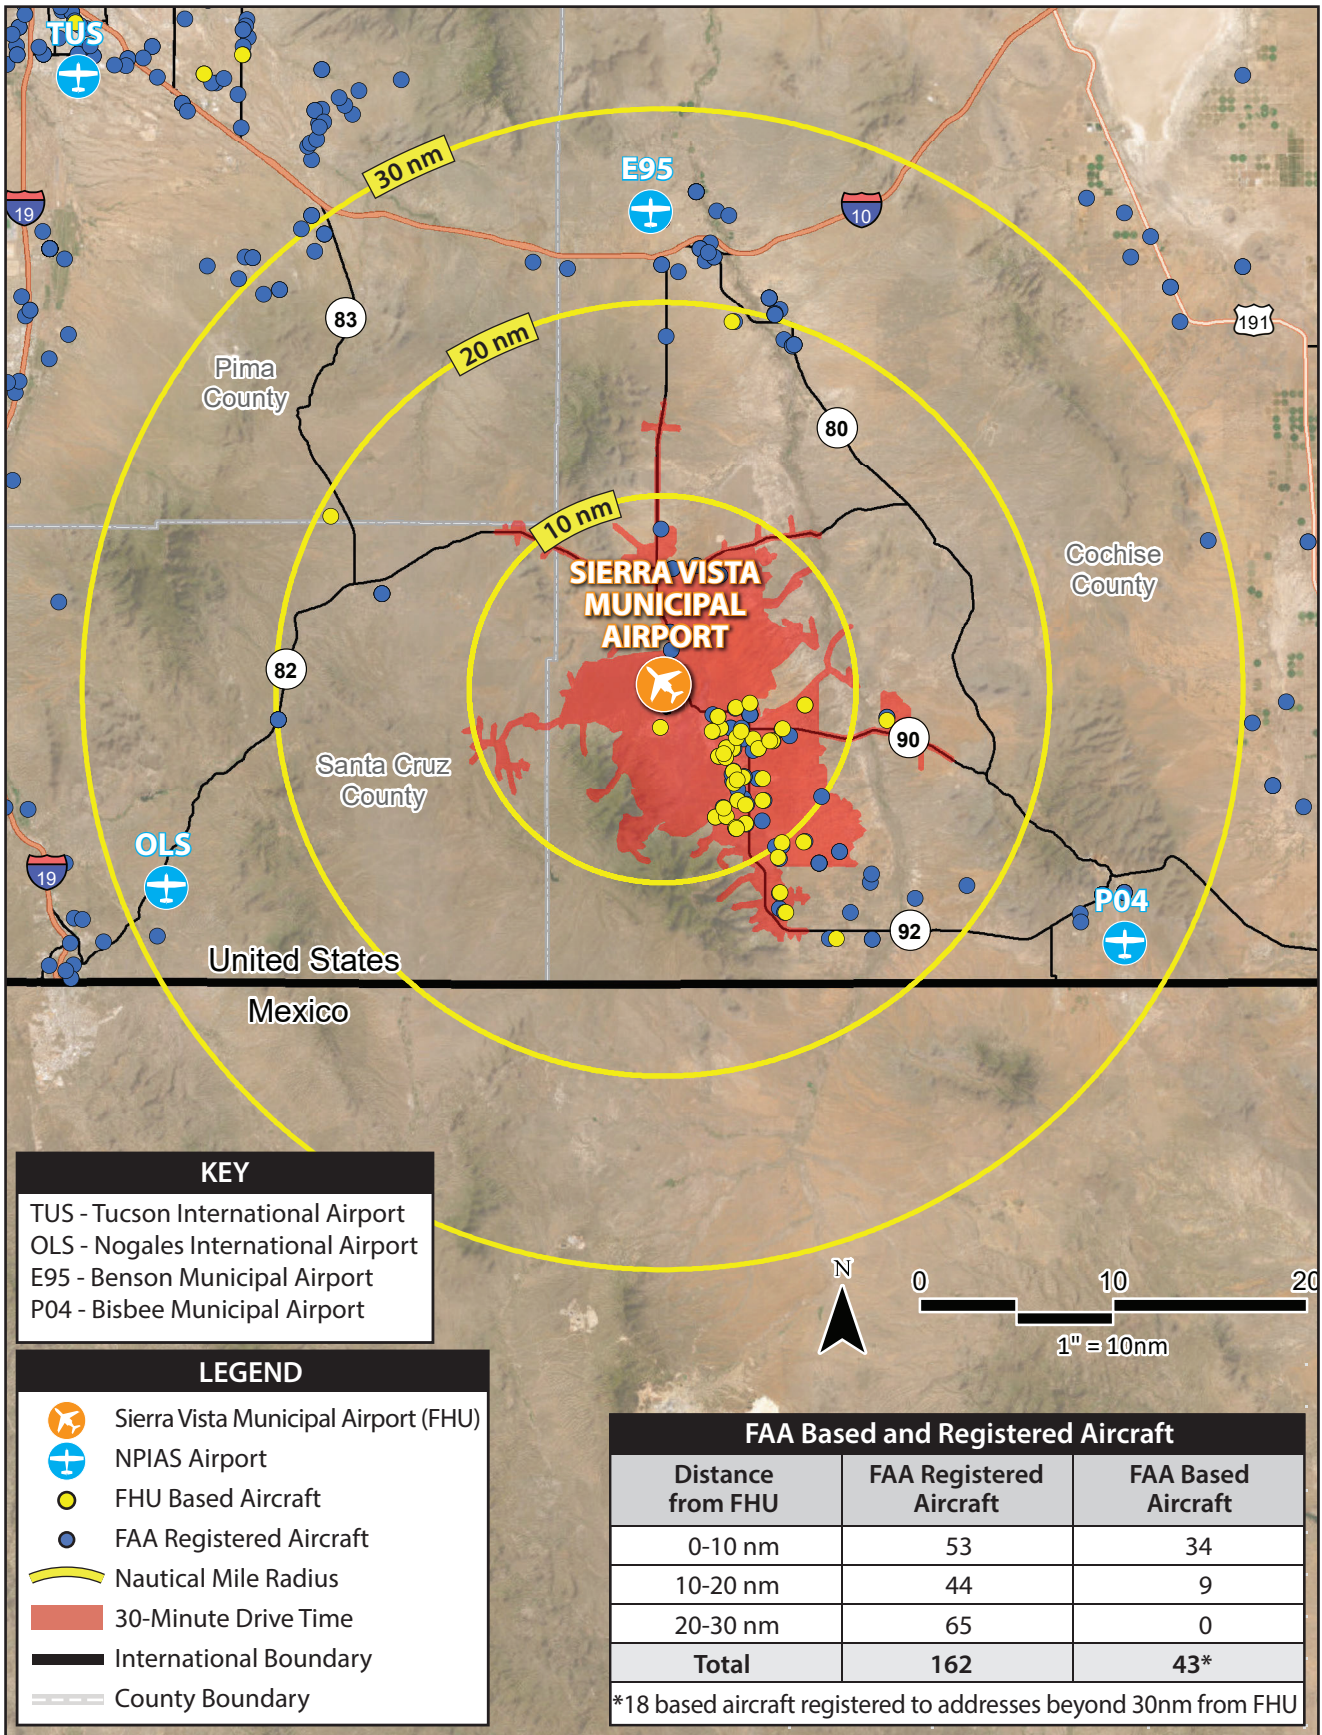 TUS
30 nm
E95
19
10
83
20 nm
191
Pima
County
80
10 nm
Cochise
County
SIERRA VISTA
MUNICIPAL
AIRPORT
82
90
Santa Cruz
County
OLS
19
P04
92
United States
Mexico
KEY
TUS - Tucson International Airport
OLS - Nogales International Airport
E95 - Benson Municipal Airport
P04 - Bisbee Municipal Airport
N
0 10 20
1" = 10nm
LEGEND
Sierra Vista Municipal Airport (FHU)
NPIAS Airport
FHU Based Aircraft
FAA Registered Aircraft
Nautical Mile Radius
30-Minute Drive Time
International Boundary
County Boundary
FAA Based and Registered Aircraft
Distance from FHU FAA Registered Aircraft FAA Based Aircraft
0-10 nm 53 34
10-20 nm 44 9
20-30 nm 65 0
Total 162 43*
*18 based aircraft registered to addresses beyond 30nm from FHU